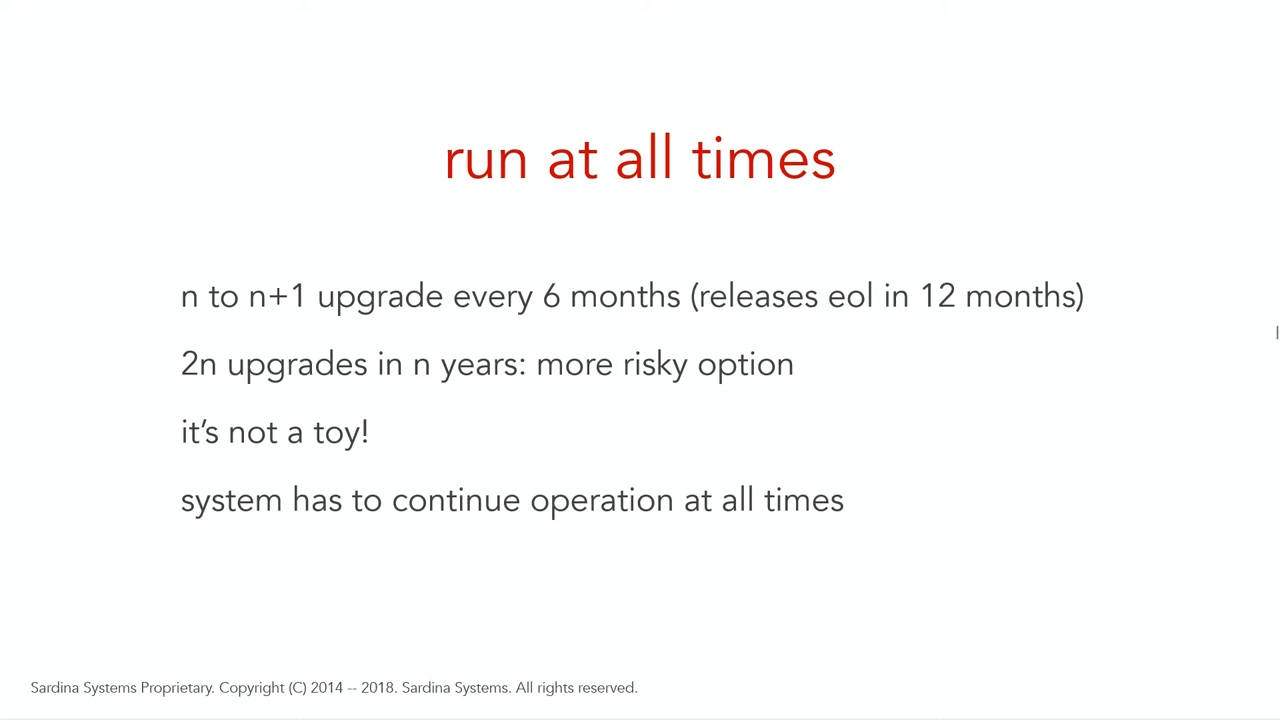 run at all times
n to n+1 upgrade every 6 months (releases eol in 12 months)
2n upgrades in n years: more risky option
it’s not a toy!
system has to continue operation at all times
Sardina Systems Proprietary. Copyright (C) 2014 -- 2018. Sardina Systems. All rights reserved.